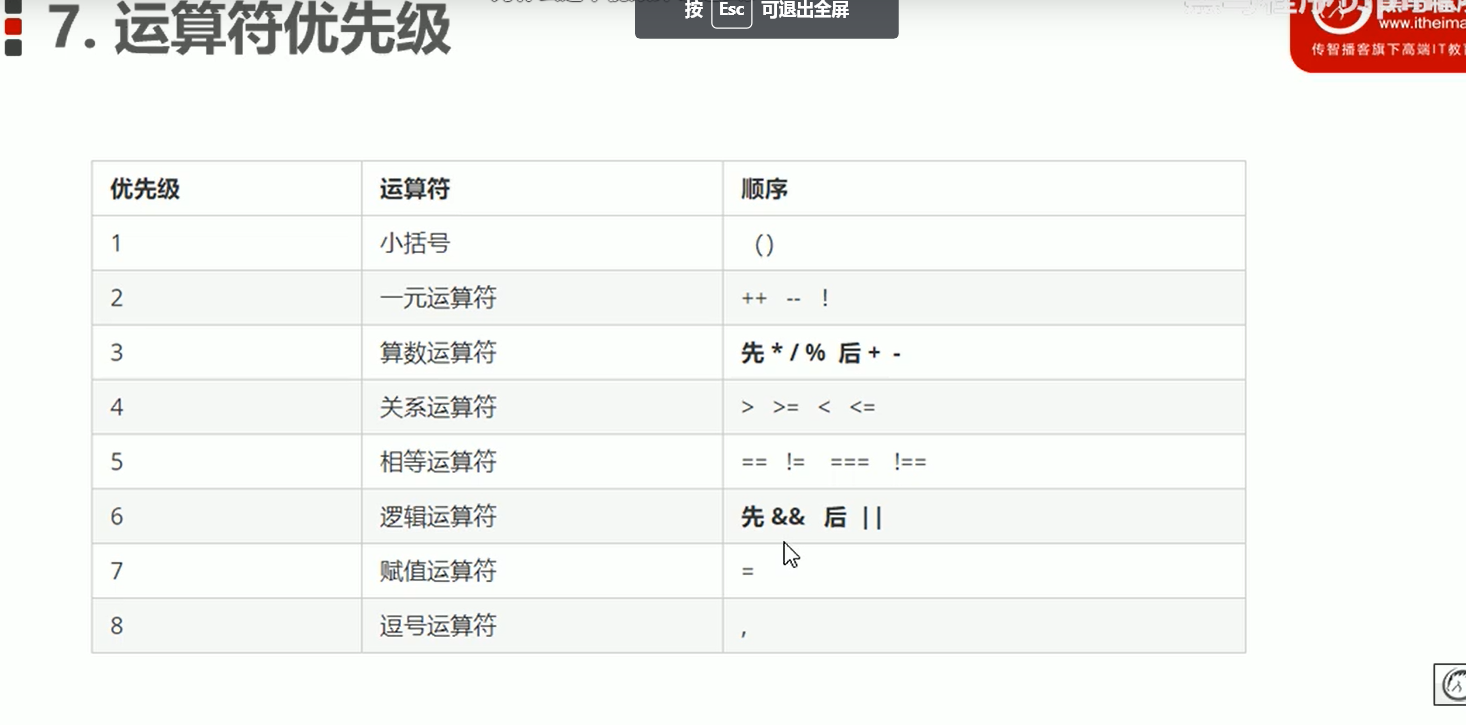 按 Esc 可退出全屏
7. 运算符优先级
www.itheima
传智播客旗下高端IT教
优先级 运算符 顺序
1 小括号 ()
2 一元运算符 ++ -- !
3 算数运算符 先 * / % 后 + -
4 关系运算符 > >= < <=
5 相等运算符 == != === !==
6 逻辑运算符 先 && 后 ||
7 赋值运算符 =
8 逗号运算符 ,